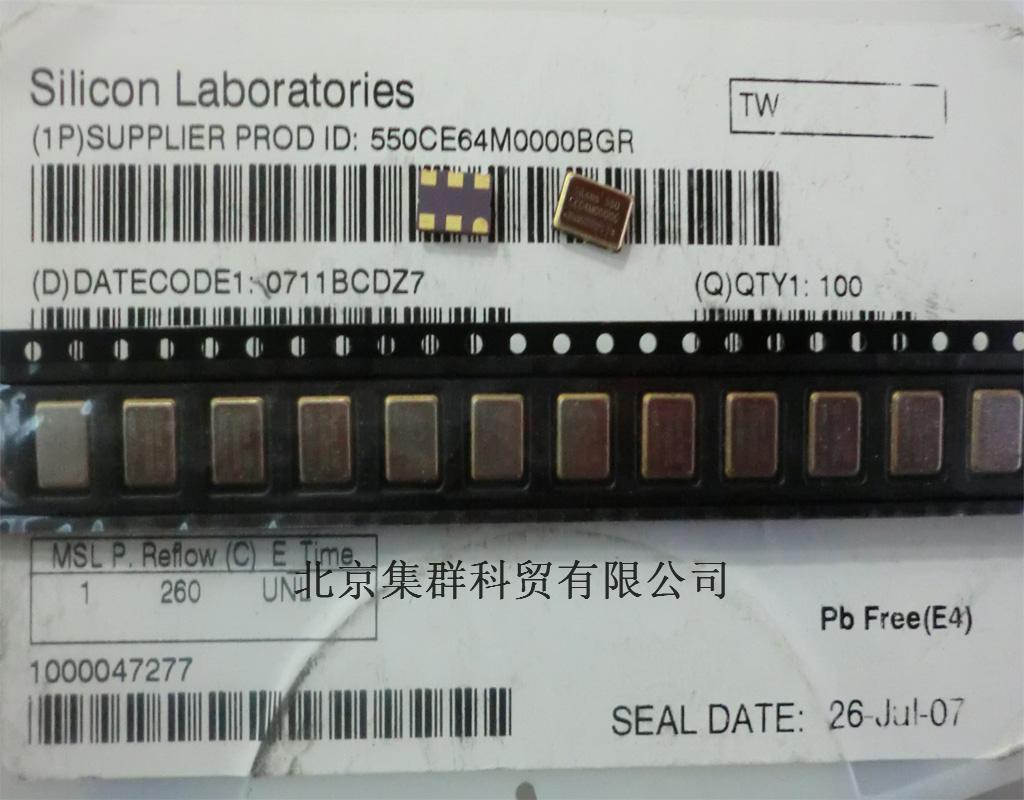 Silicon Laboratories
TW
(1P)SUPPLIER PROD ID: 550CE64M0000BGR
(D)DATECODE1: 0711BCDZ7
(Q)QTY1: 100
MSL P. Reflow (C) E Time
1 260
北京集群科贸有限公司
Pb Free(E4)
1000047277
SEAL DATE: 26-Jul-07